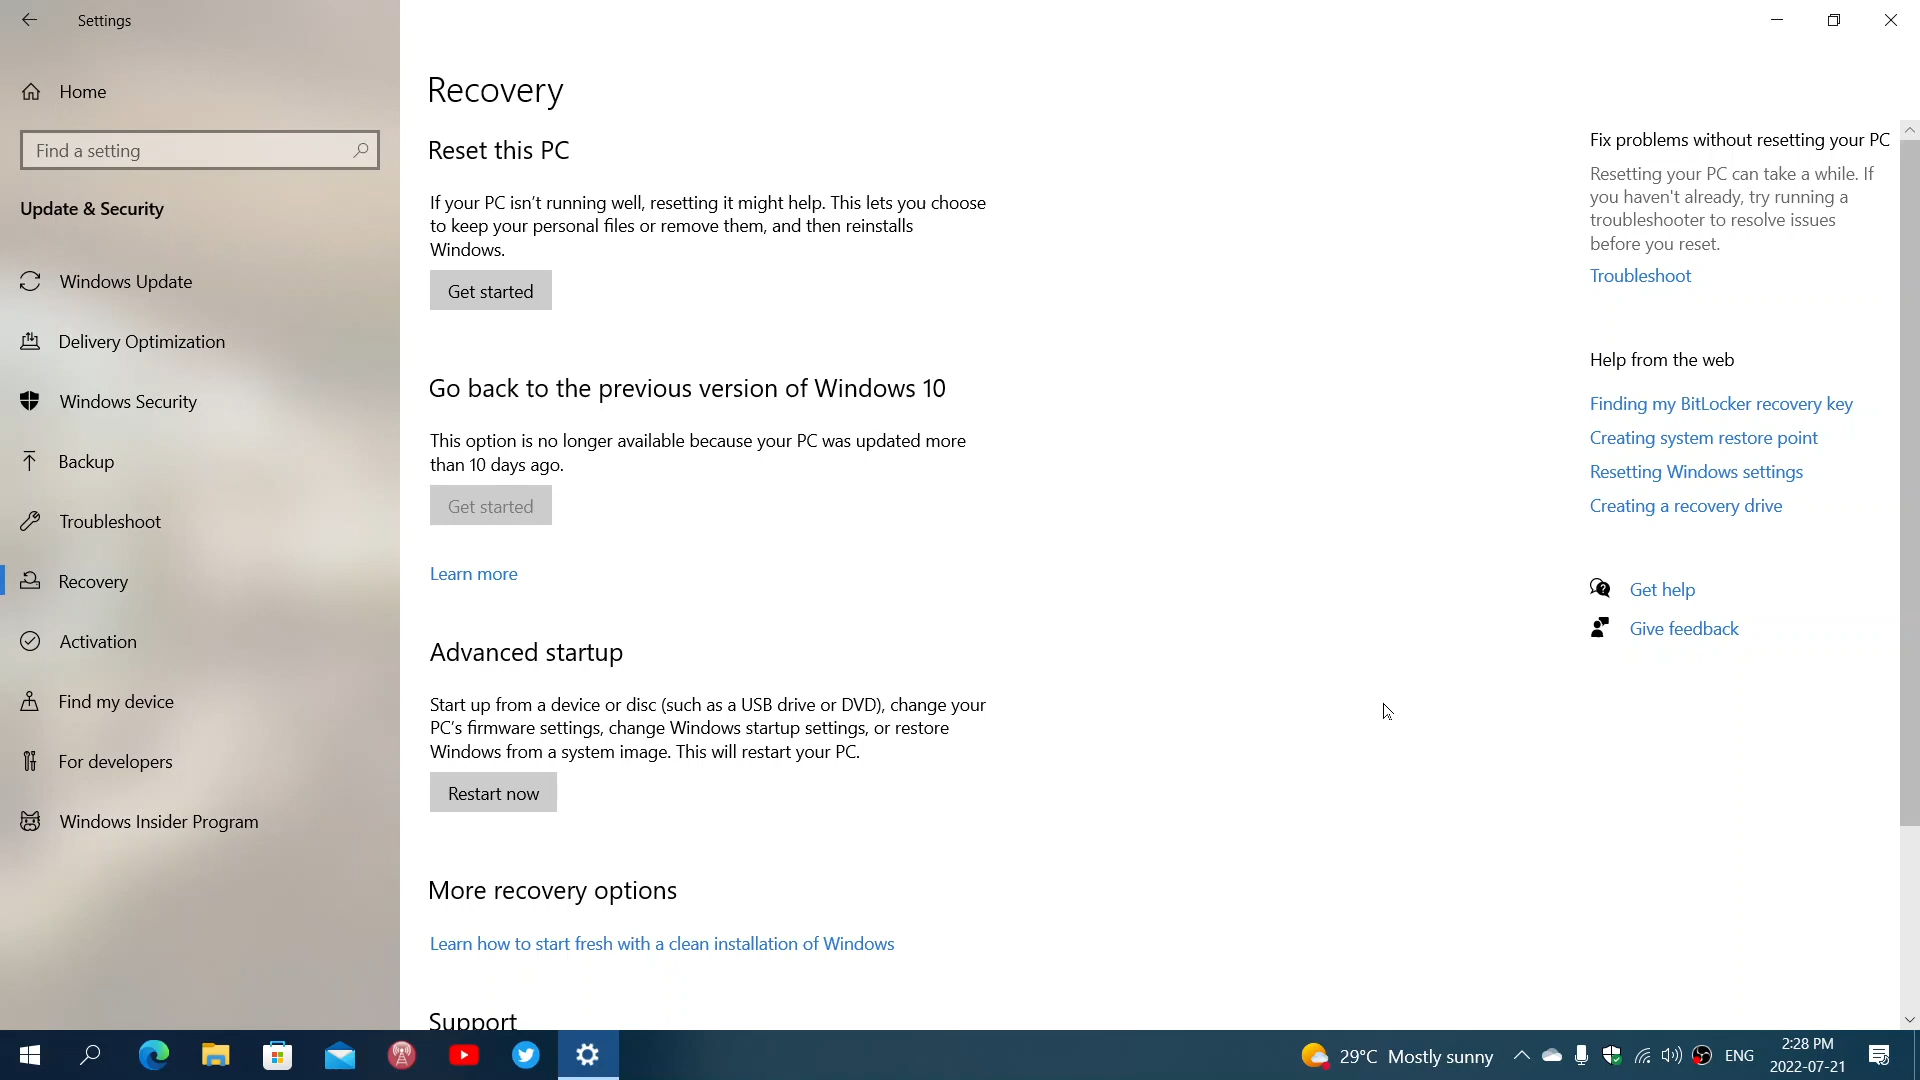 Settings
Home
Find a setting
Update & Security
Windows Update
Delivery Optimization
Windows Security
Backup
Troubleshoot
Recovery
Activation
Find my device
For developers
Windows Insider Program
Recovery
Reset this PC
If your PC isn't running well, resetting it might help. This lets you choose
to keep your personal files or remove them, and then reinstalls
Windows.
Get started
Go back to the previous version of Windows 10
This option is no longer available because your PC was updated more
than 10 days ago.
Get started
Learn more
Advanced startup
Start up from a device or disc (such as a USB drive or DVD), change your
PC's firmware settings, change Windows startup settings, or restore
Windows from a system image. This will restart your PC.
Restart now
More recovery options
Learn how to start fresh with a clean installation of Windows
Support
Fix problems without resetting your PC
Resetting your PC can take a while. If
you haven't already, try running a
troubleshooter to resolve issues
before you reset.
Troubleshoot
Help from the web
Finding my BitLocker recovery key
Creating system restore point
Resetting Windows settings
Creating a recovery drive
Get help
Give feedback
29°C Mostly sunny
ENG
2:28 PM
2022-07-21